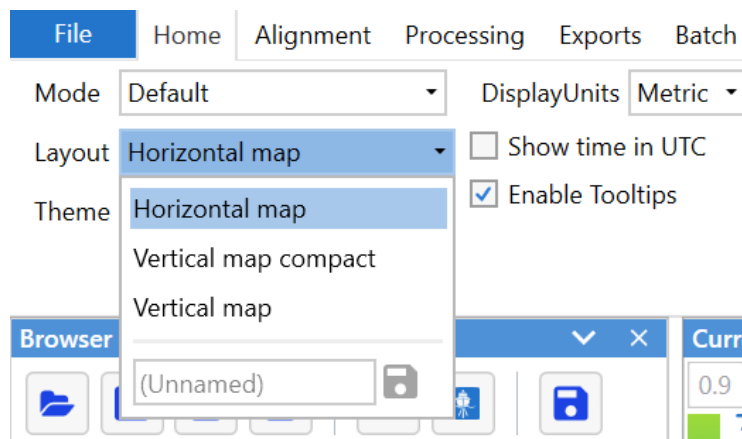 File Home Alignment Processing Exports Batch
Mode Default DisplayUnits Metric
Layout Horizontal map Show time in UTC
Enable Tooltips
Theme Horizontal map
Vertical map compact
Vertical map
Browser Curr
(Unnamed)
0.9